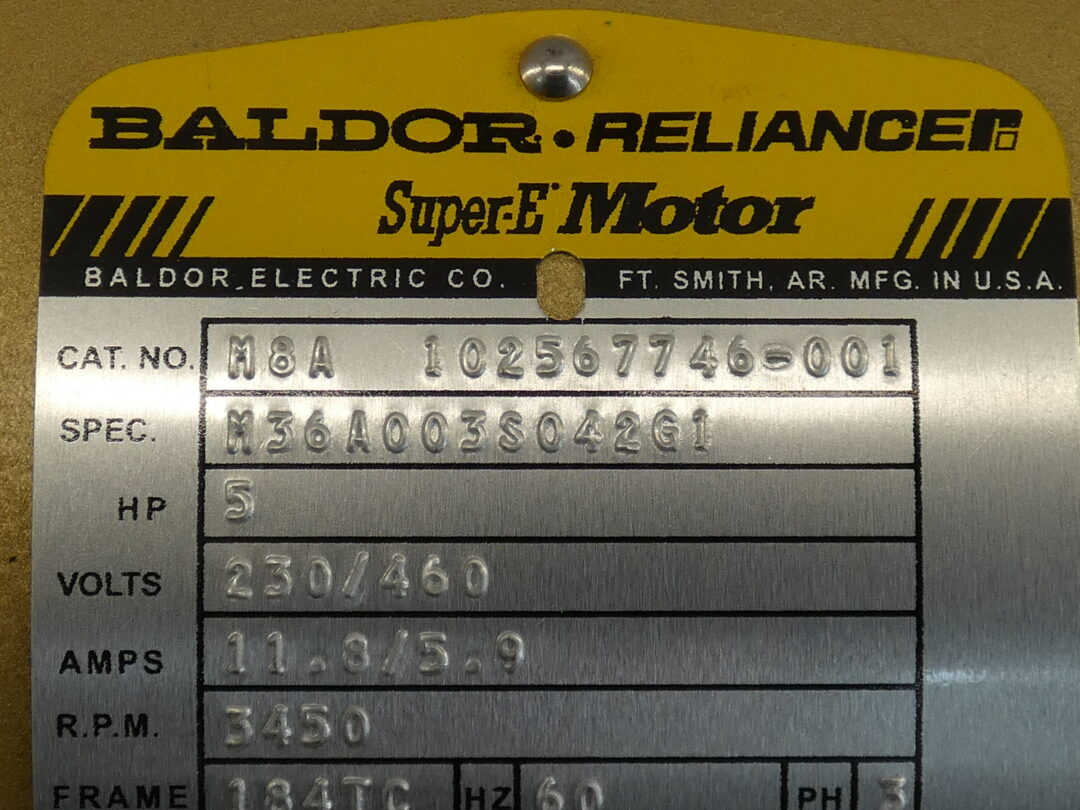 BALDOR • RELIANCER
Super-E Motor
BALDOR ELECTRIC CO. FT. SMITH, AR. MFG. IN U.S.A.
CAT. NO. M8A 102567746-001
SPEC. M36A003S042G1
HP 5
VOLTS 230/460
AMPS 11.8/5.9
R.P.M. 3450
FRAME 184TC HZ 60 PH 3